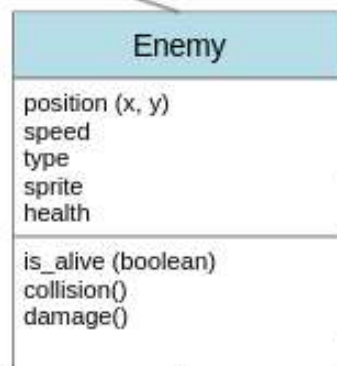 Enemy
position (x, y)
speed
type
sprite
health
is_alive (boolean)
collision()
damage()